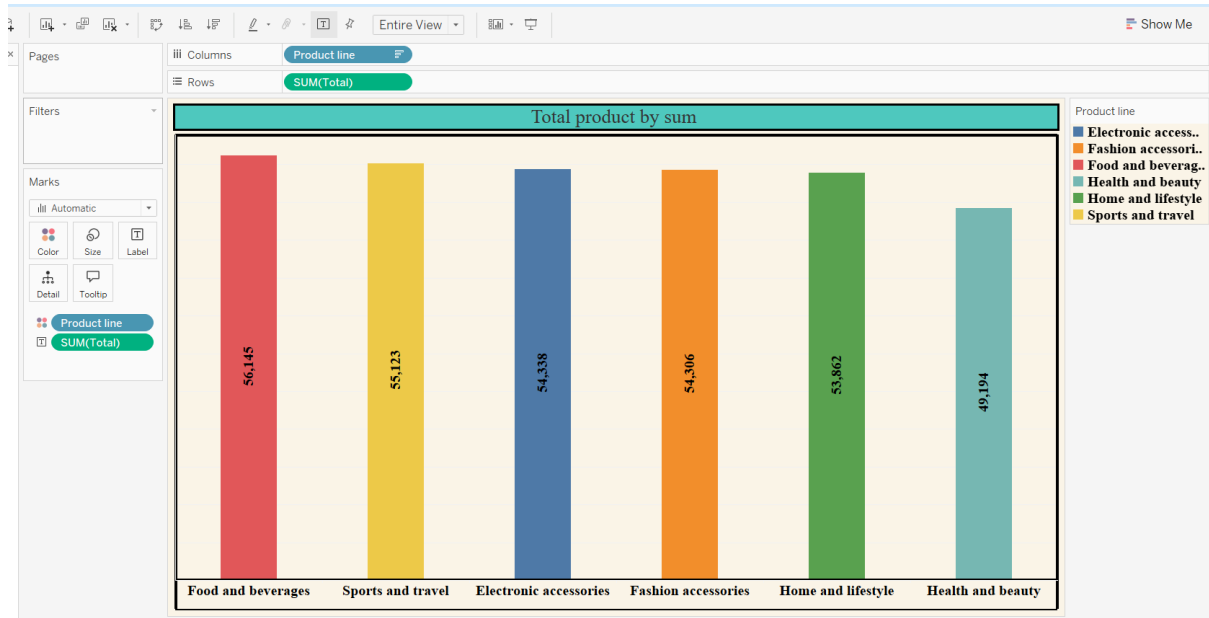 Entire View
Show Me
Pages
Columns
Product line
Rows
SUM(Total)
Filters
Marks
Automatic
Color
Size
Label
Detail
Tooltip
Product line
SUM(Total)
Total product by sum
56,145
55,123
54,338
54,306
53,862
49,194
Food and beverages
Sports and travel
Electronic accessories
Fashion accessories
Home and lifestyle
Health and beauty
Product line
Electronic access..
Fashion accessori..
Food and beverag..
Health and beauty
Home and lifestyle
Sports and travel